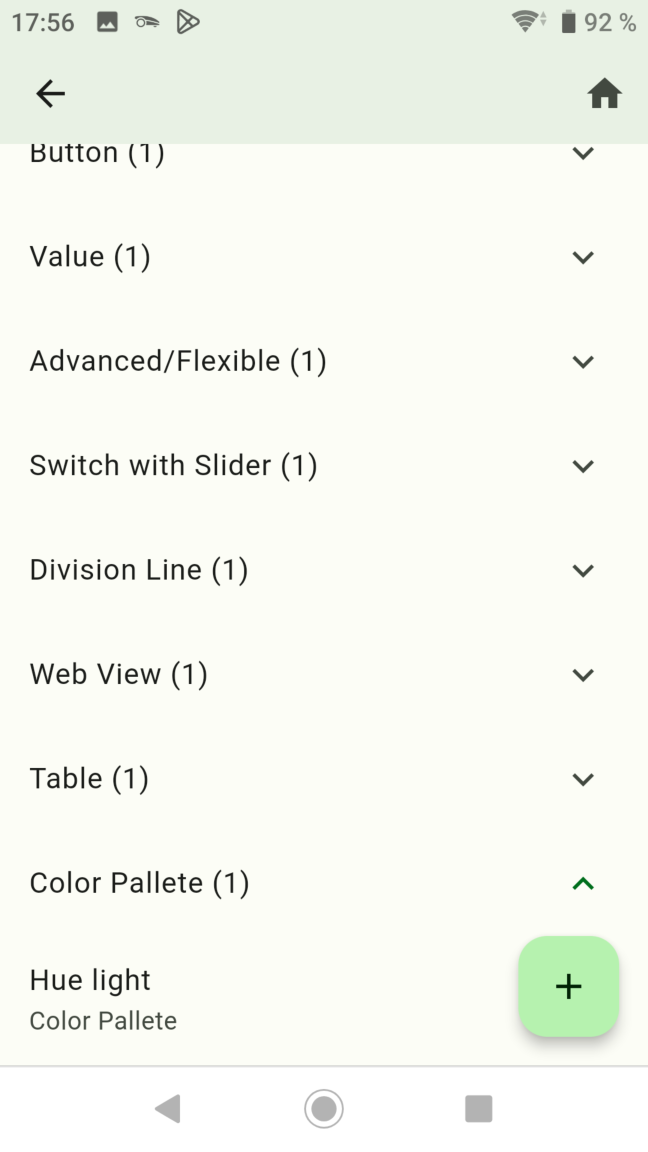 17:56 92 %
Button (1)
Value (1)
Advanced/Flexible (1)
Switch with Slider (1)
Division Line (1)
Web View (1)
Table (1)
Color Pallete (1)
Hue light
Color Pallete